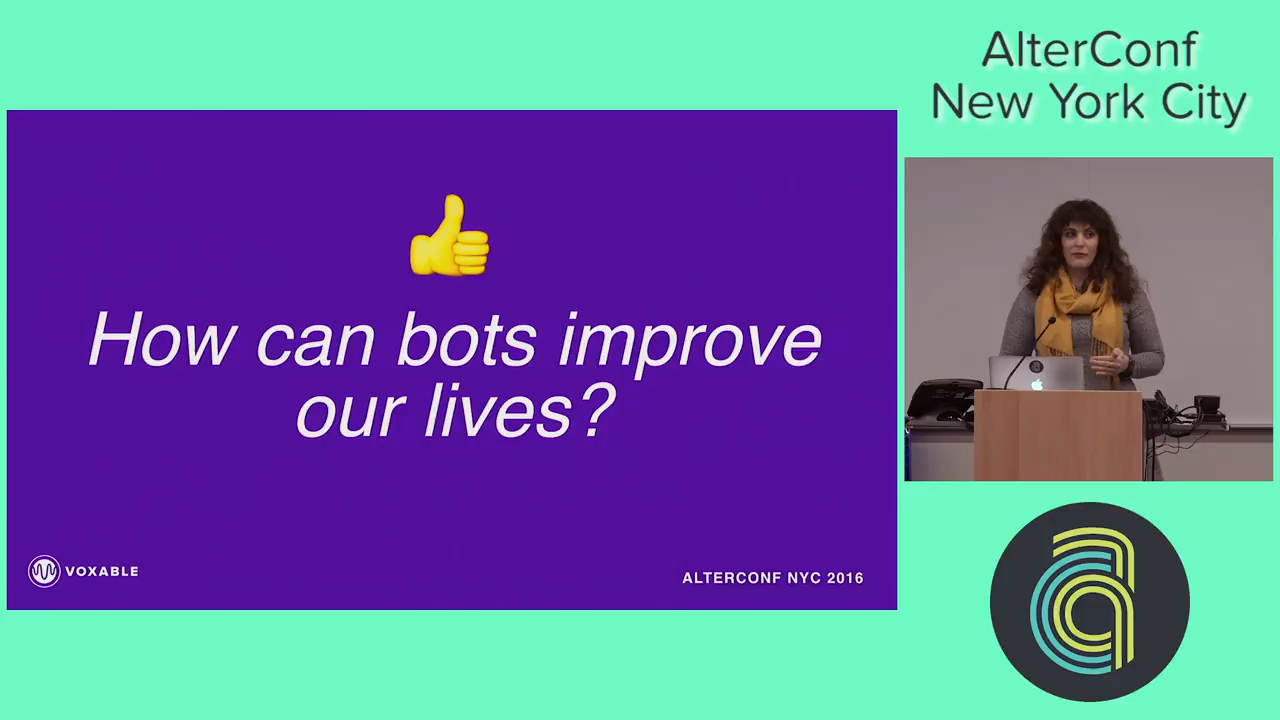 AlterConf
New York City
How can bots improve
our lives?
VOXABLE
ALTERCONF NYC 2016